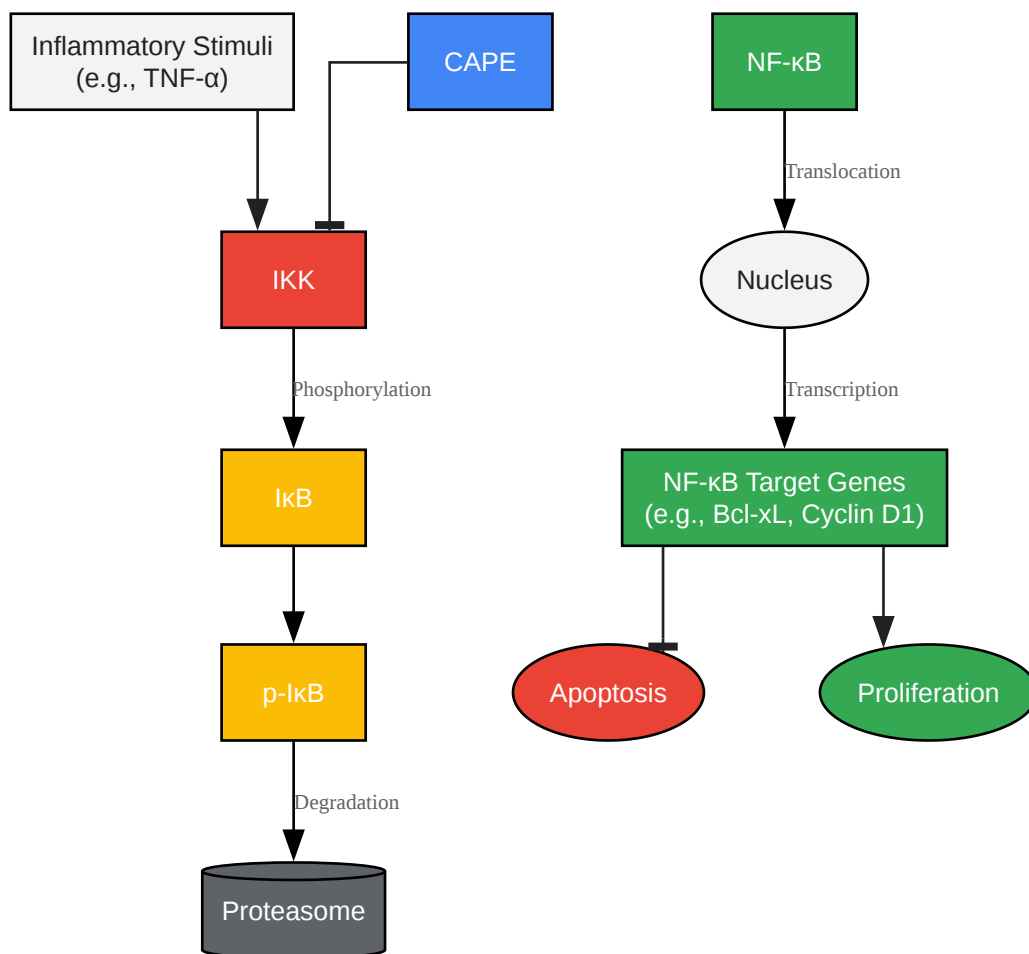 Inflammatory Stimuli
(e.g., TNF-α)
CAPE
NF-κB
Translocation
IKK
Nucleus
Phosphorylation
Transcription
IκB
NF-κB Target Genes
(e.g., Bcl-xL, Cyclin D1)
p-IκB
Apoptosis
Proliferation
Degradation
Proteasome